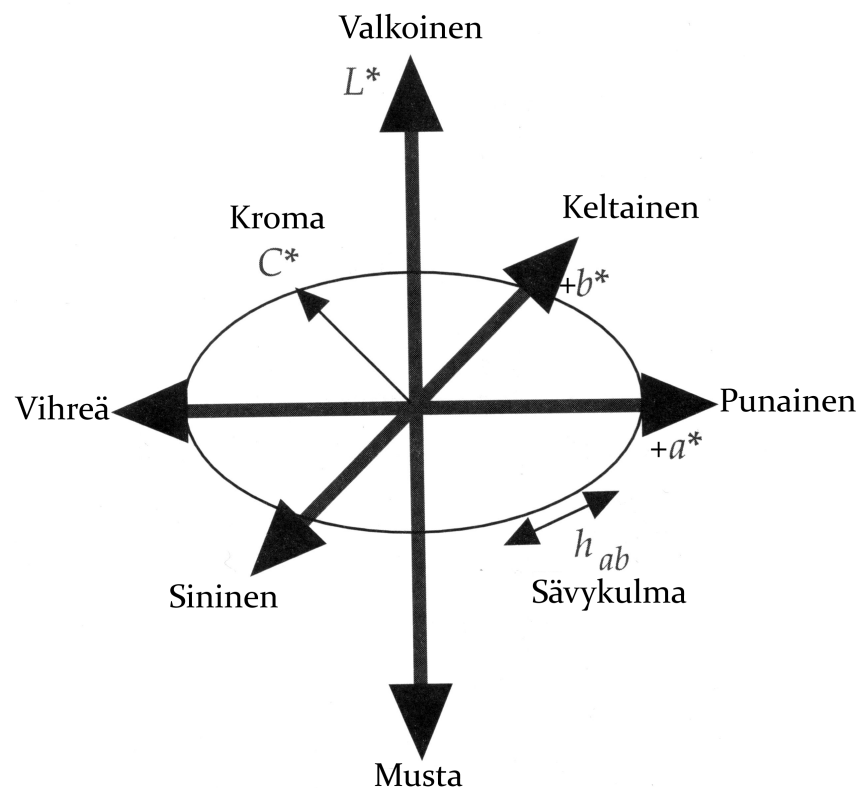 Valkoinen
L*
Keltainen
+b*
Kroma
C*
Vihreä
Punainen
+a*
h ab
Sininen
Sävykulma
Musta